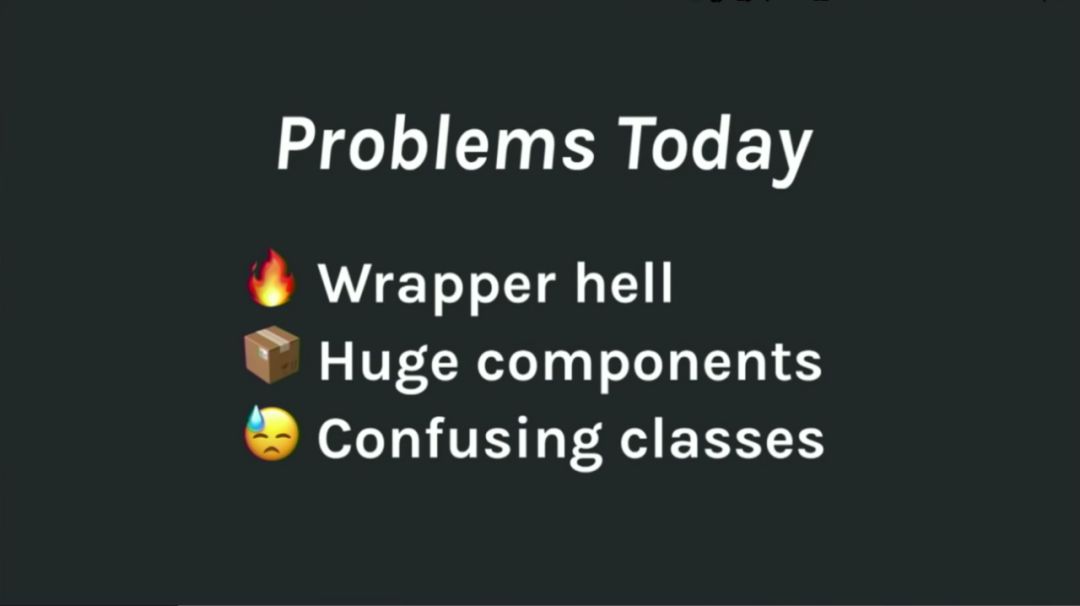 Problems Today
🔥 Wrapper hell
📦 Huge components
😓 Confusing classes